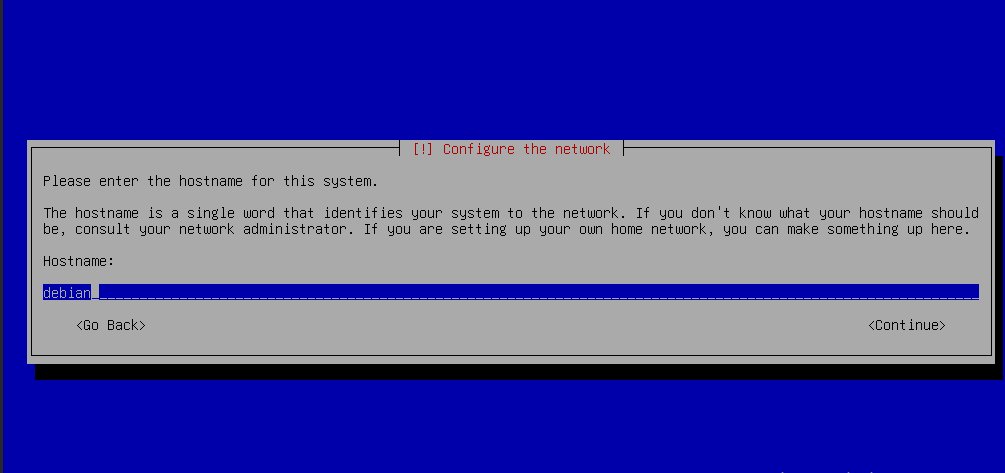 [!] Configure the network
Please enter the hostname for this system.
The hostname is a single word that identifies your system to the network. If you don't know what your hostname should
be, consult your network administrator. If you are setting up your own home network, you can make something up here.
Hostname:
debian
<Go Back> <Continue>